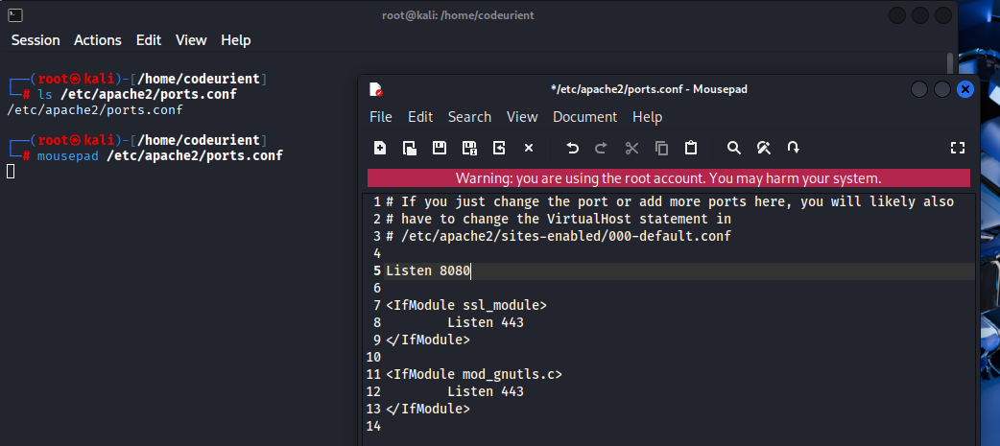 root@kali: /home/codeurient
Session Actions Edit View Help
┌──(root㉿kali)-[/home/codeurient]
└─# ls /etc/apache2/ports.conf
/etc/apache2/ports.conf
┌──(root㉿kali)-[/home/codeurient]
└─# mousepad /etc/apache2/ports.conf
*/etc/apache2/ports.conf - Mousepad
File Edit Search View Document Help
Warning: you are using the root account. You may harm your system.
1 # If you just change the port or add more ports here, you will likely also
2 # have to change the VirtualHost statement in
3 # /etc/apache2/sites-enabled/000-default.conf
4
5 Listen 8080
6
7 <IfModule ssl_module>
8 Listen 443
9 </IfModule>
10
11 <IfModule mod_gnutls.c>
12 Listen 443
13 </IfModule>
14